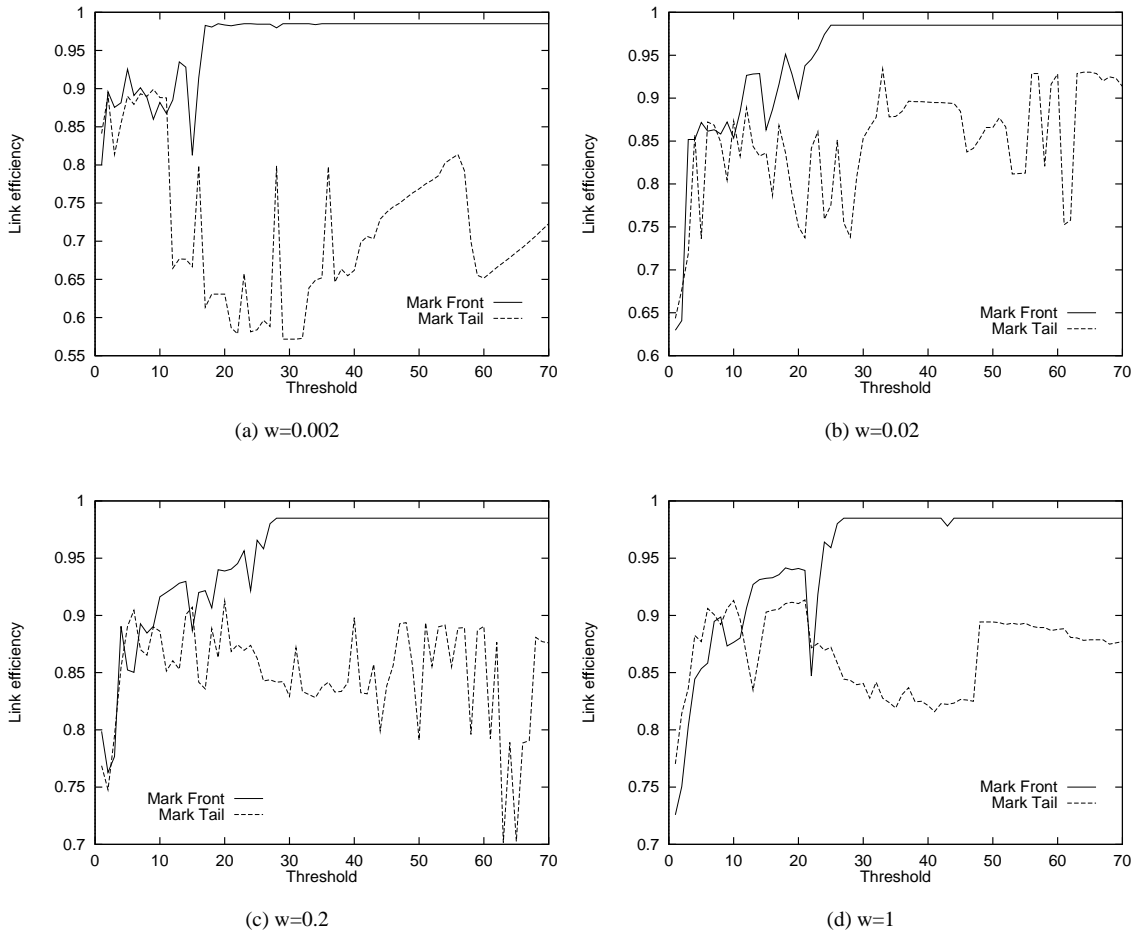 1
0.95
0.9
0.85
0.8
0.75
0.7
0.65
0.6
0.55
Link efficiency
Mark Front
Mark Tail
0 10 20 30 40 50 60 70
Threshold
(a) w=0.002
1
0.95
0.9
0.85
0.8
0.75
0.7
0.65
0.6
Link efficiency
Mark Front
Mark Tail
0 10 20 30 40 50 60 70
Threshold
(b) w=0.02
1
0.95
0.9
0.85
0.8
0.75
0.7
Link efficiency
Mark Front
Mark Tail
0 10 20 30 40 50 60 70
Threshold
(c) w=0.2
1
0.95
0.9
0.85
0.8
0.75
0.7
Link efficiency
Mark Front
Mark Tail
0 10 20 30 40 50 60 70
Threshold
(d) w=1